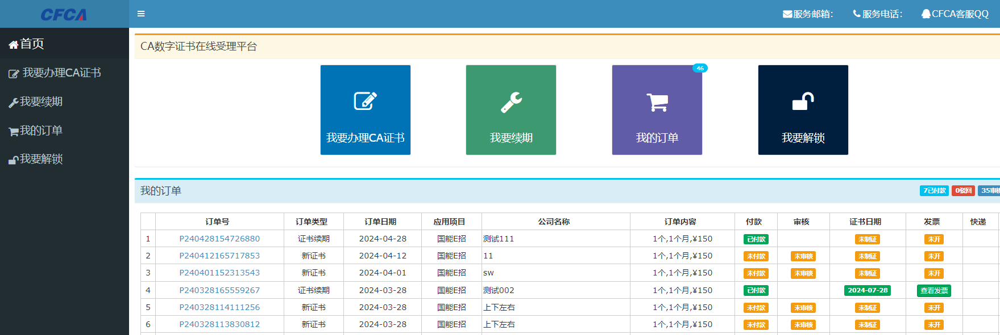 CFCA
服务邮箱： 服务电话： CFCA客服QQ
首页
我要办理CA证书
我要续期
我的订单
我要解锁
CA数字证书在线受理平台
46
我要办理CA证书 我要续期 我的订单 我要解锁
我的订单 7已付款 0驳回 35审核
订单号 订单类型 订单日期 应用项目 公司名称 订单内容 付款 审核 证书日期 发票 快递
1 P240428154726880 证书续期 2024-04-28 国能E招 测试111 1个,1个月,¥150 已付款 未制证 未开
2 P240412165717853 新证书 2024-04-12 国能E招 11 1个,1个月,¥150 未付款 未审核 未制证 未开
3 P240401152313543 新证书 2024-04-01 国能E招 sw 1个,1个月,¥150 未付款 未审核 未制证 未开
4 P240328165559267 证书续期 2024-03-28 国能E招 测试002 1个,1个月,¥150 已付款 2024-07-28 查看发票
5 P240328114111256 新证书 2024-03-28 国能E招 上下左右 1个,1个月,¥150 未付款 未审核 未制证 未开
6 P240328113830812 新证书 2024-03-28 国能E招 上下左右 1个,1个月,¥150 未付款 未审核 未制证 未开